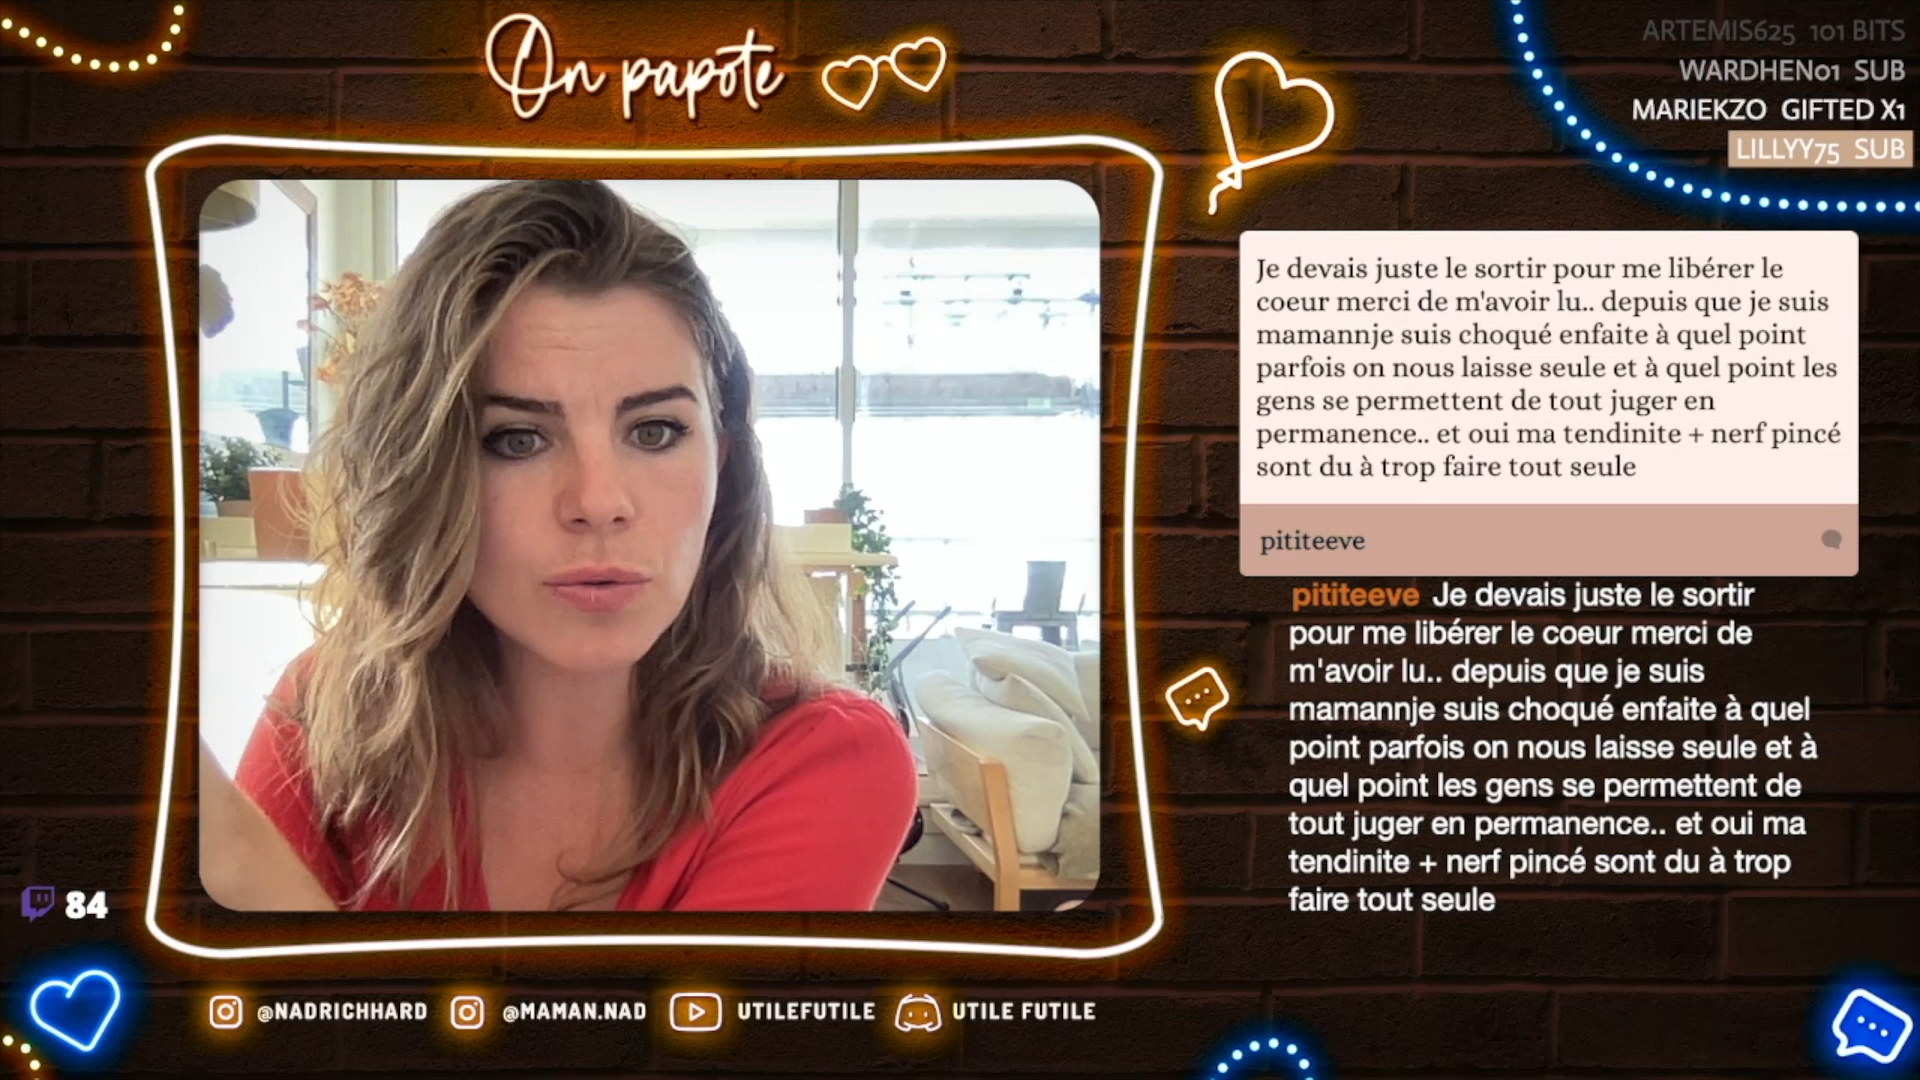 On papote
ARTEMIS625 101 BITS
WARDHEN01 SUB
MARIEKZO GIFTED X1
LILLYY75 SUB
Je devais juste le sortir pour me libérer le
coeur merci de m'avoir lu.. depuis que je suis
mamannje suis choqué enfaite à quel point
parfois on nous laisse seule et à quel point les
gens se permettent de tout juger en
permanence.. et oui ma tendinite + nerf pincé
sont du à trop faire tout seule
pititeeve
pititeeve Je devais juste le sortir
pour me libérer le coeur merci de
m'avoir lu.. depuis que je suis
mamannje suis choqué enfaite à quel
point parfois on nous laisse seule et à
quel point les gens se permettent de
tout juger en permanence.. et oui ma
tendinite + nerf pincé sont du à trop
faire tout seule
84
@NADRICHHARD @MAMAN.NAD UTILEFUTILE UTILE FUTILE